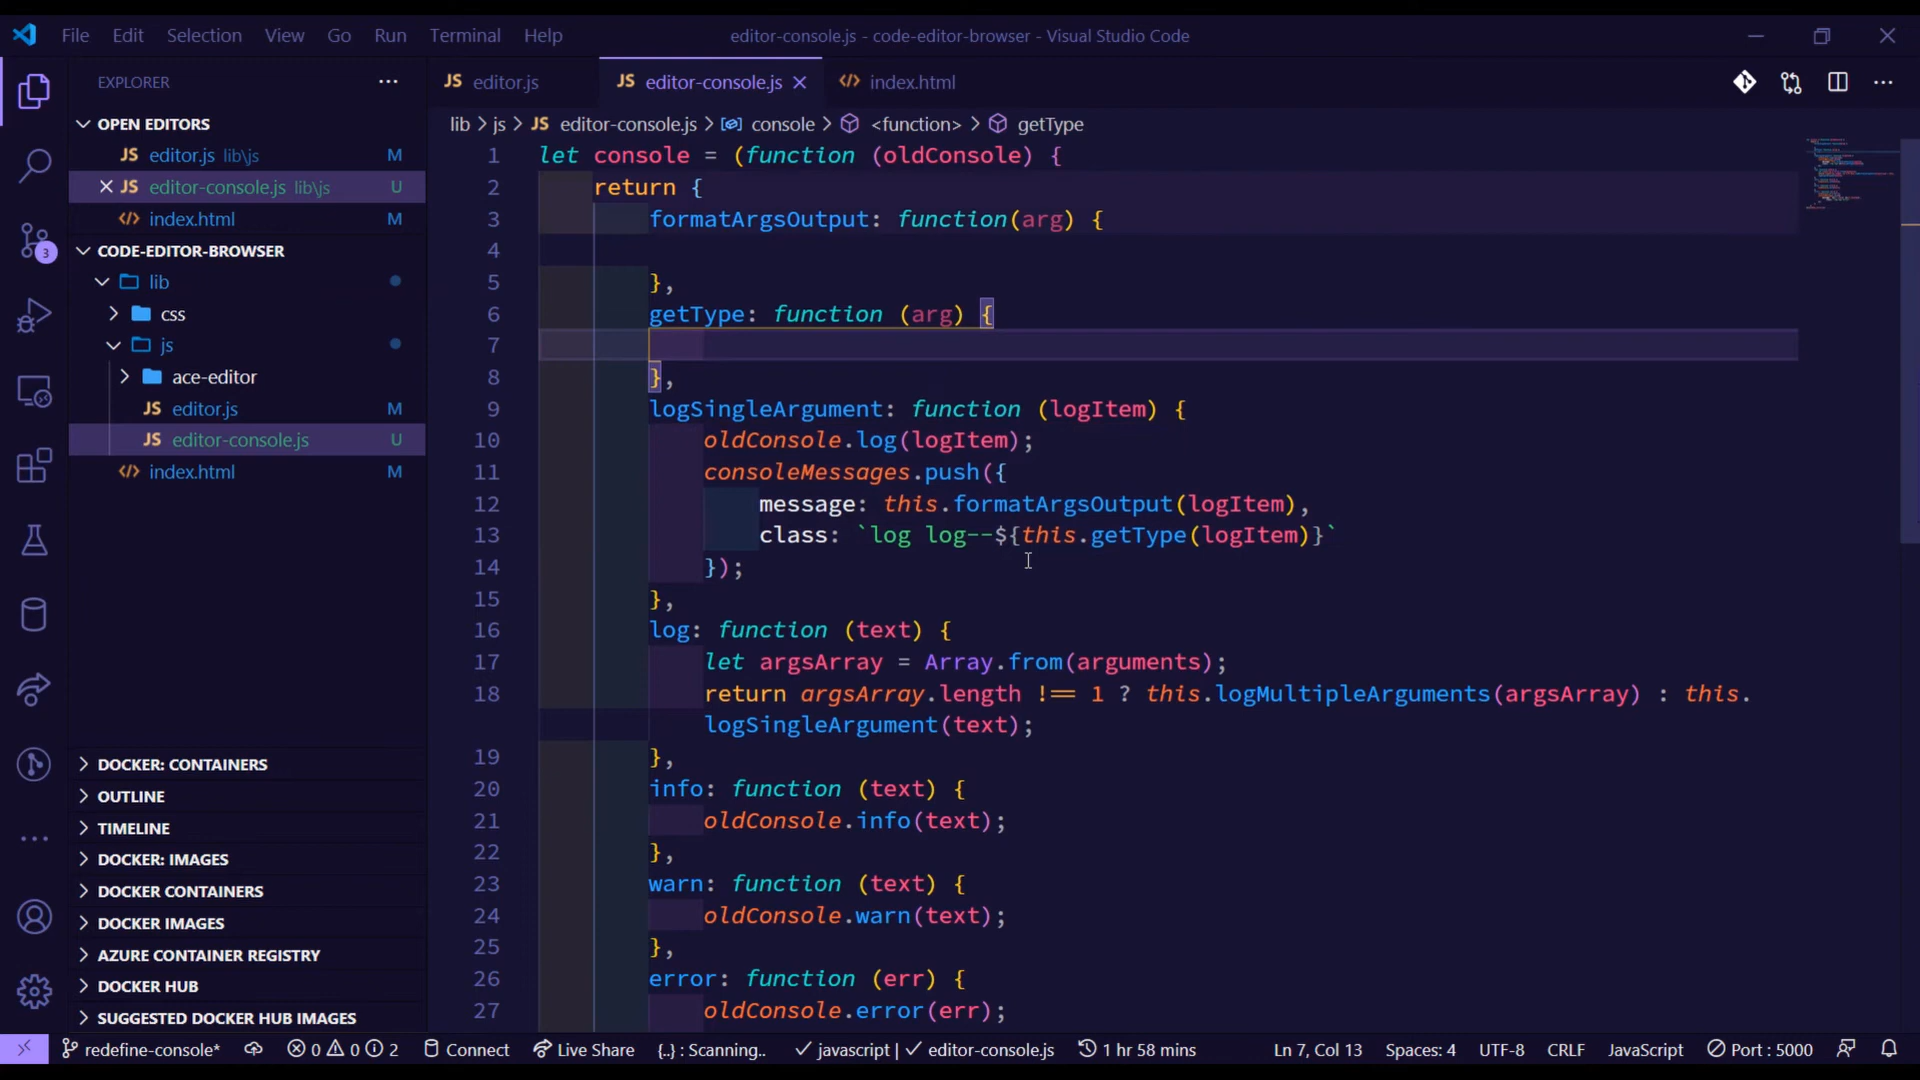 File Edit Selection View Go Run Terminal Help
editor-console.js - code-editor-browser - Visual Studio Code
EXPLORER
OPEN EDITORS
JS editor.js lib\js M
JS editor-console.js lib\js U
index.html M
CODE-EDITOR-BROWSER
lib
css
js
ace-editor
JS editor.js M
JS editor-console.js U
index.html M
3
DOCKER: CONTAINERS
OUTLINE
TIMELINE
DOCKER: IMAGES
DOCKER CONTAINERS
DOCKER IMAGES
AZURE CONTAINER REGISTRY
DOCKER HUB
SUGGESTED DOCKER HUB IMAGES
JS editor.js JS editor-console.js index.html
lib > js > JS editor-console.js > console > <function> > getType
1 let console = (function (oldConsole) {
2 return {
3 formatArgsOutput: function(arg) {
4
5 },
6 getType: function (arg) {
7
8 },
9 logSingleArgument: function (logItem) {
10 oldConsole.log(logItem);
11 consoleMessages.push({
12 message: this.formatArgsOutput(logItem),
13 class: `log log--${this.getType(logItem)}`
14 });
15 },
16 log: function (text) {
17 let argsArray = Array.from(arguments);
18 return argsArray.length !== 1 ? this.logMultipleArguments(argsArray) : this.
logSingleArgument(text);
19 },
20 info: function (text) {
21 oldConsole.info(text);
22 },
23 warn: function (text) {
24 oldConsole.warn(text);
25 },
26 error: function (err) {
27 oldConsole.error(err);
redefine-console* 0 0 2 Connect Live Share {..} : Scanning.. javascript | editor-console.js 1 hr 58 mins Ln 7, Col 13 Spaces: 4 UTF-8 CRLF JavaScript Port : 5000